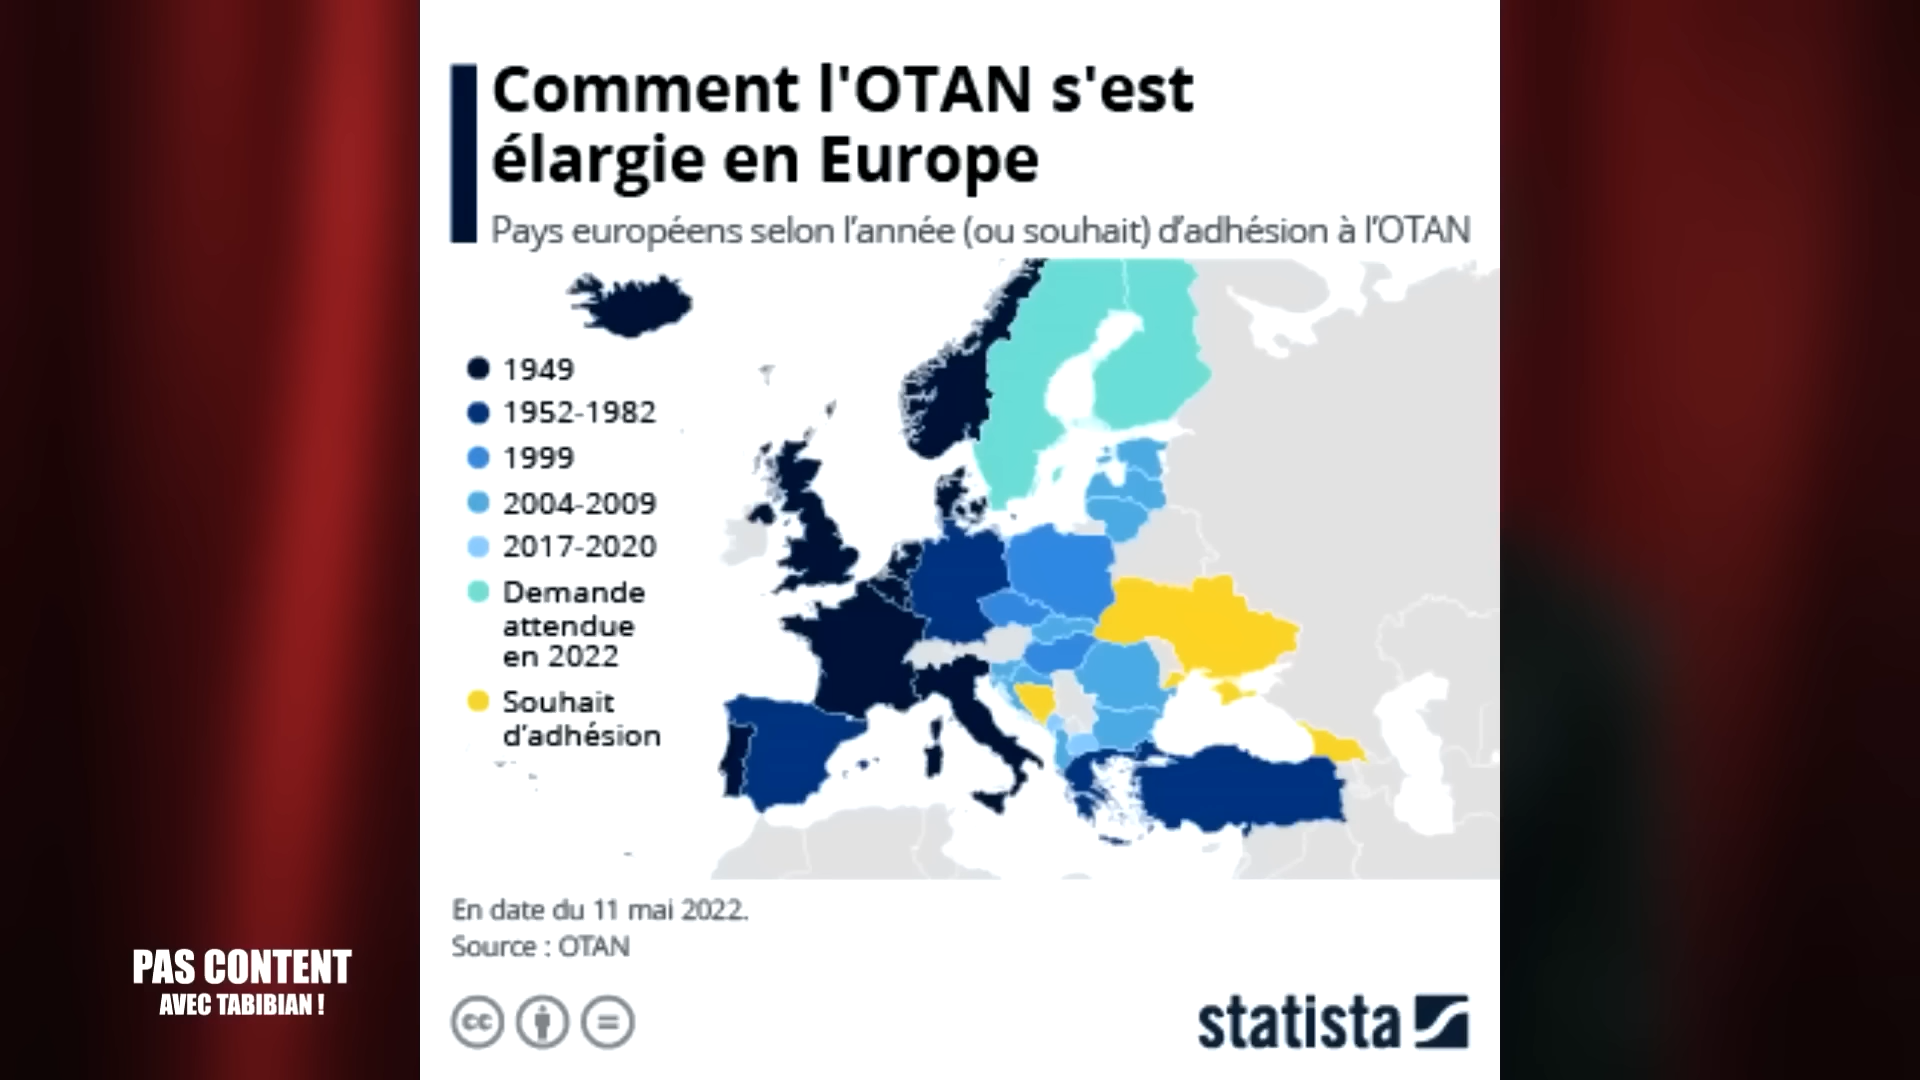 Comment l'OTAN s'est
élargie en Europe
Pays européens selon l'année (ou souhait) d'adhésion à l'OTAN
1949
1952-1982
1999
2004-2009
2017-2020
Demande
attendue
en 2022
Souhait
d'adhésion
En date du 11 mai 2022.
Source : OTAN
PAS CONTENT
AVEC TABIBIAN !
cc
statista